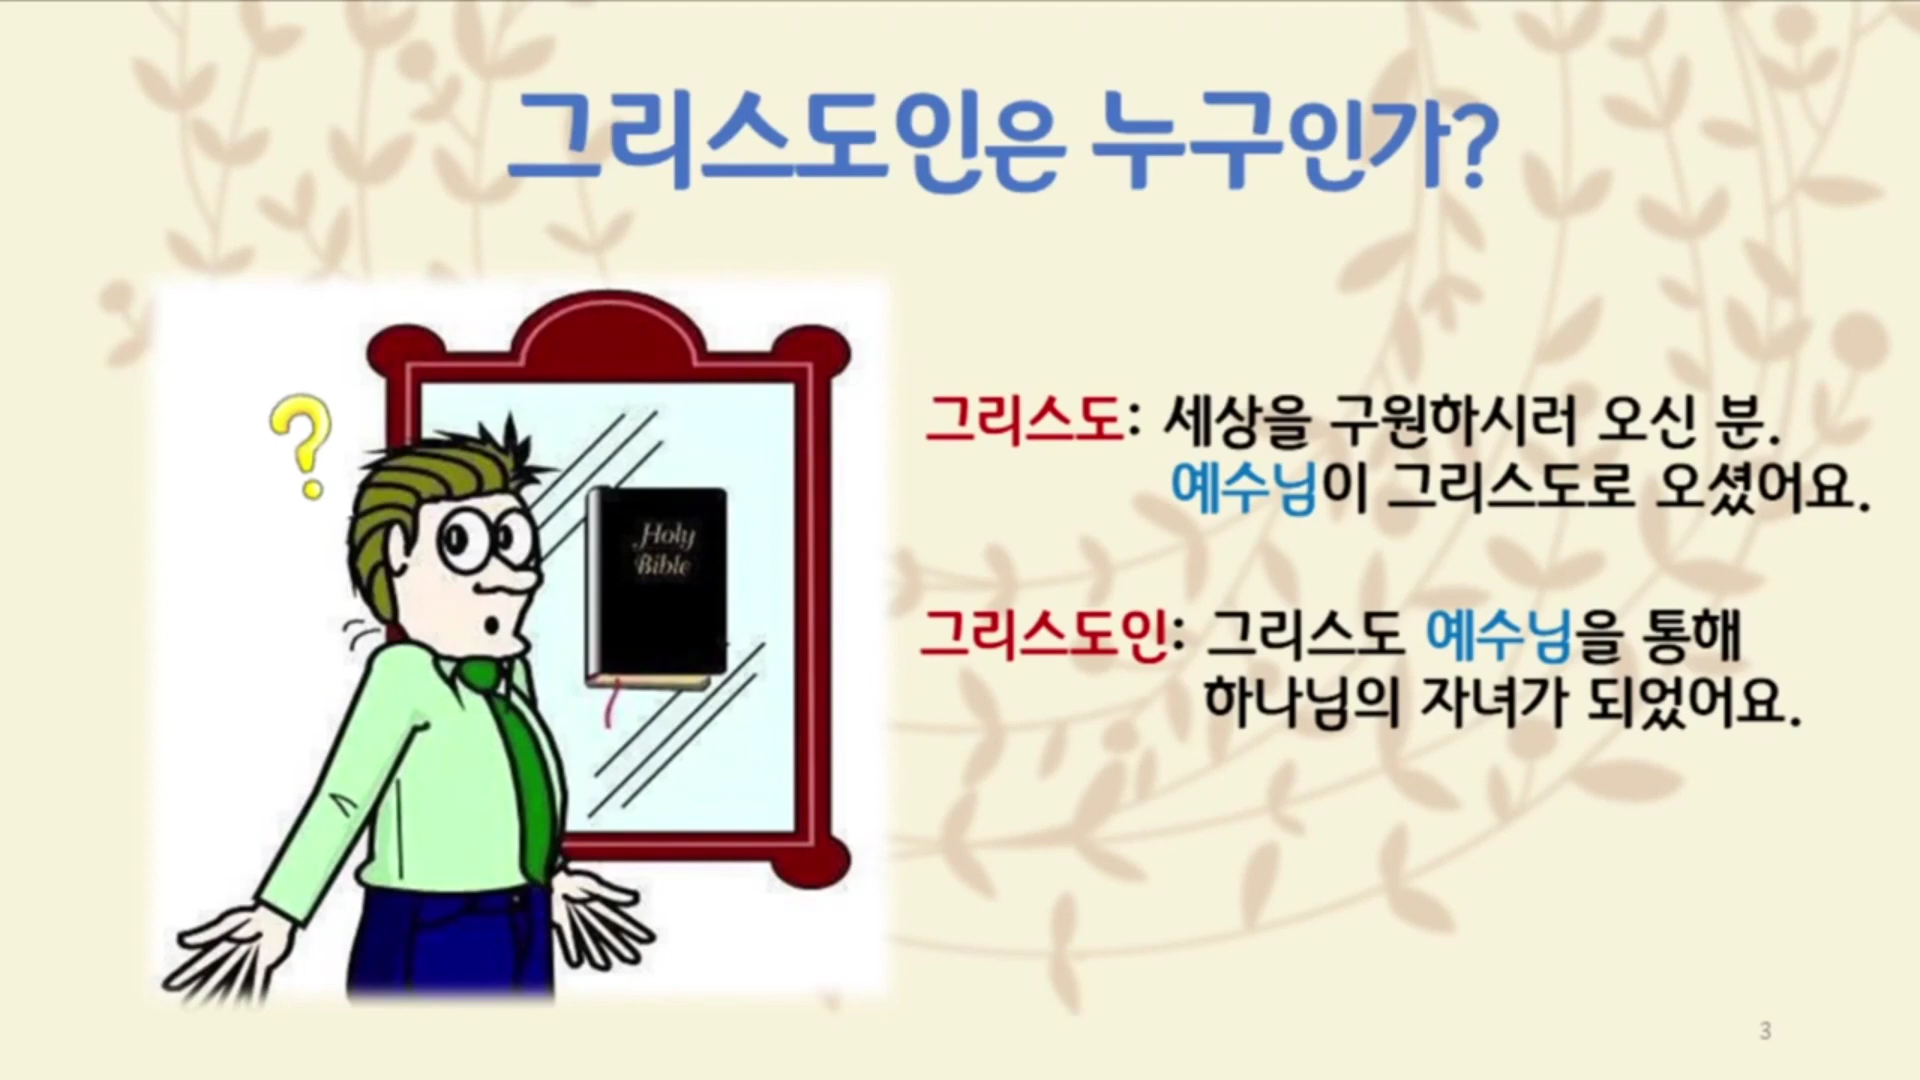 그리스도인은 누구인가?
?
Holy
Bible
그리스도: 세상을 구원하시러 오신 분.
예수님이 그리스도로 오셨어요.
그리스도인: 그리스도 예수님을 통해
하나님의 자녀가 되었어요.
3